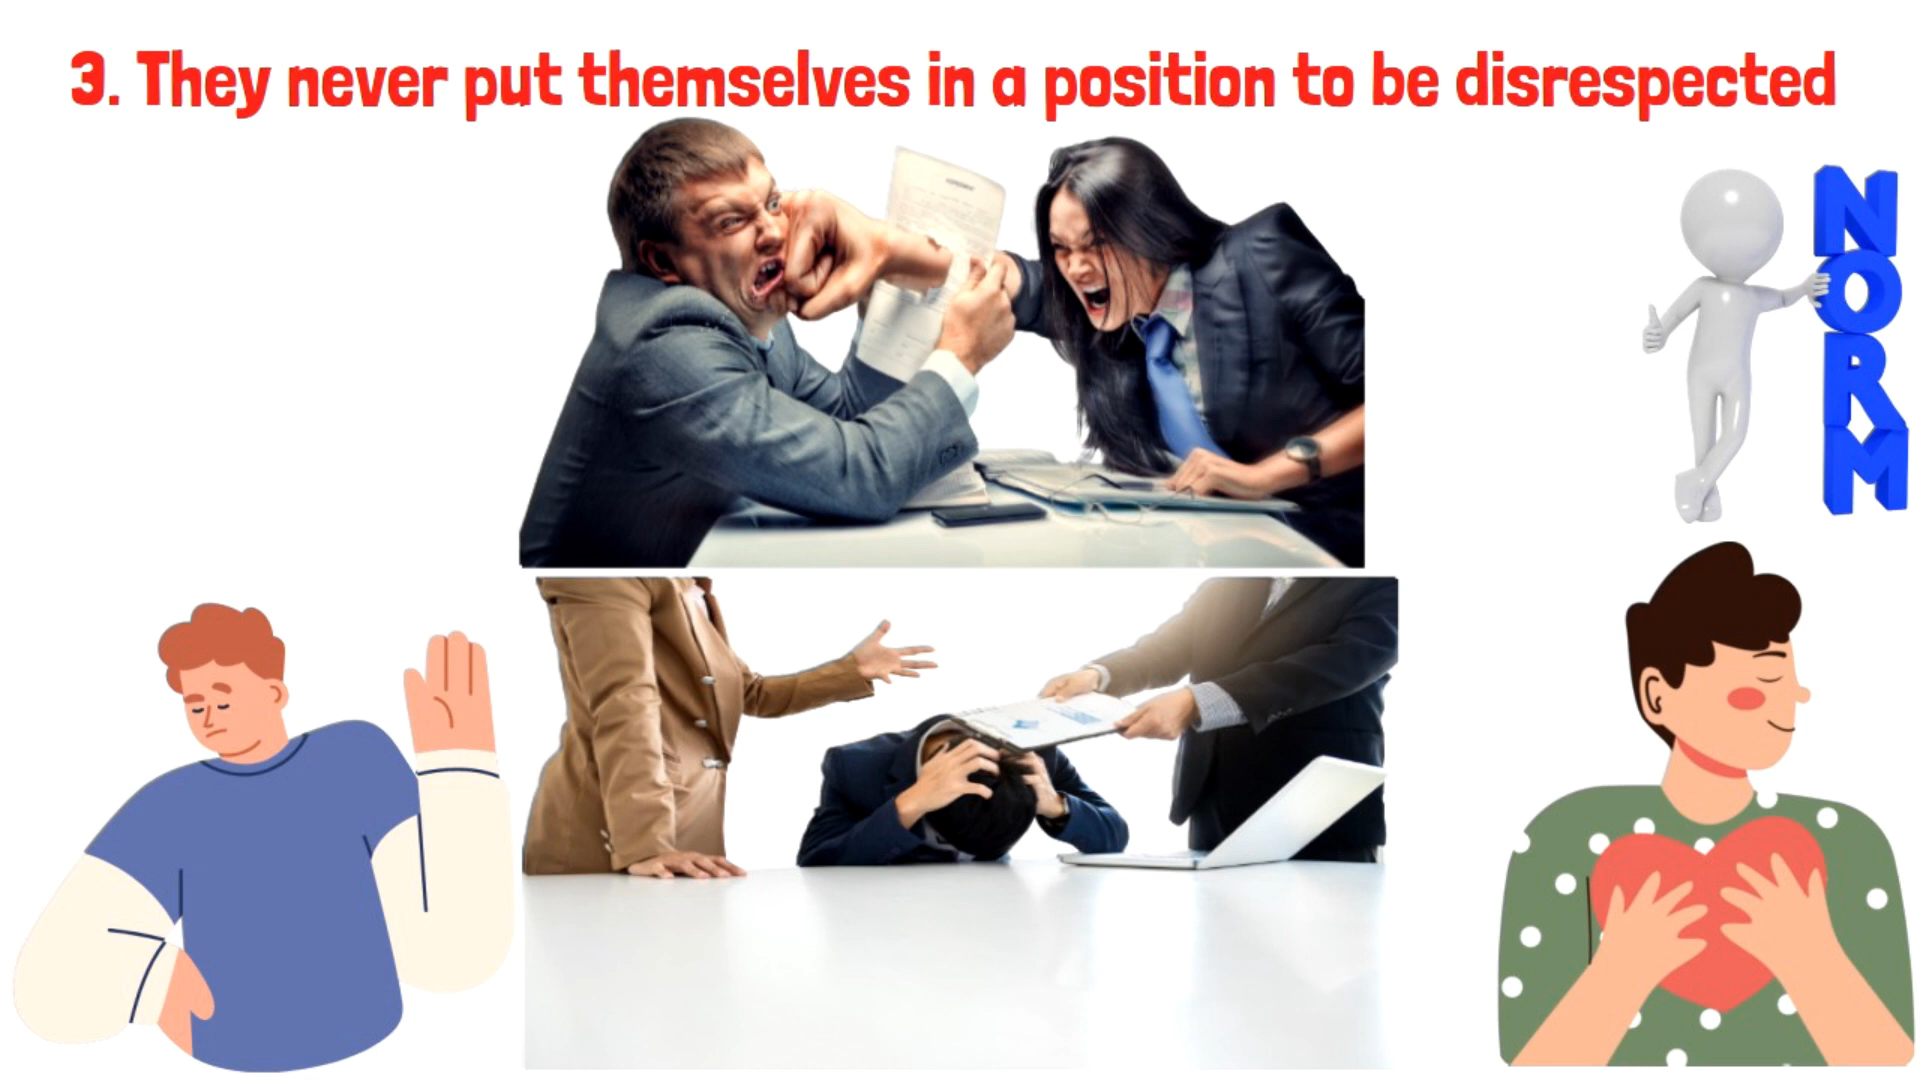 3. They never put themselves in a position to be disrespected
NORM